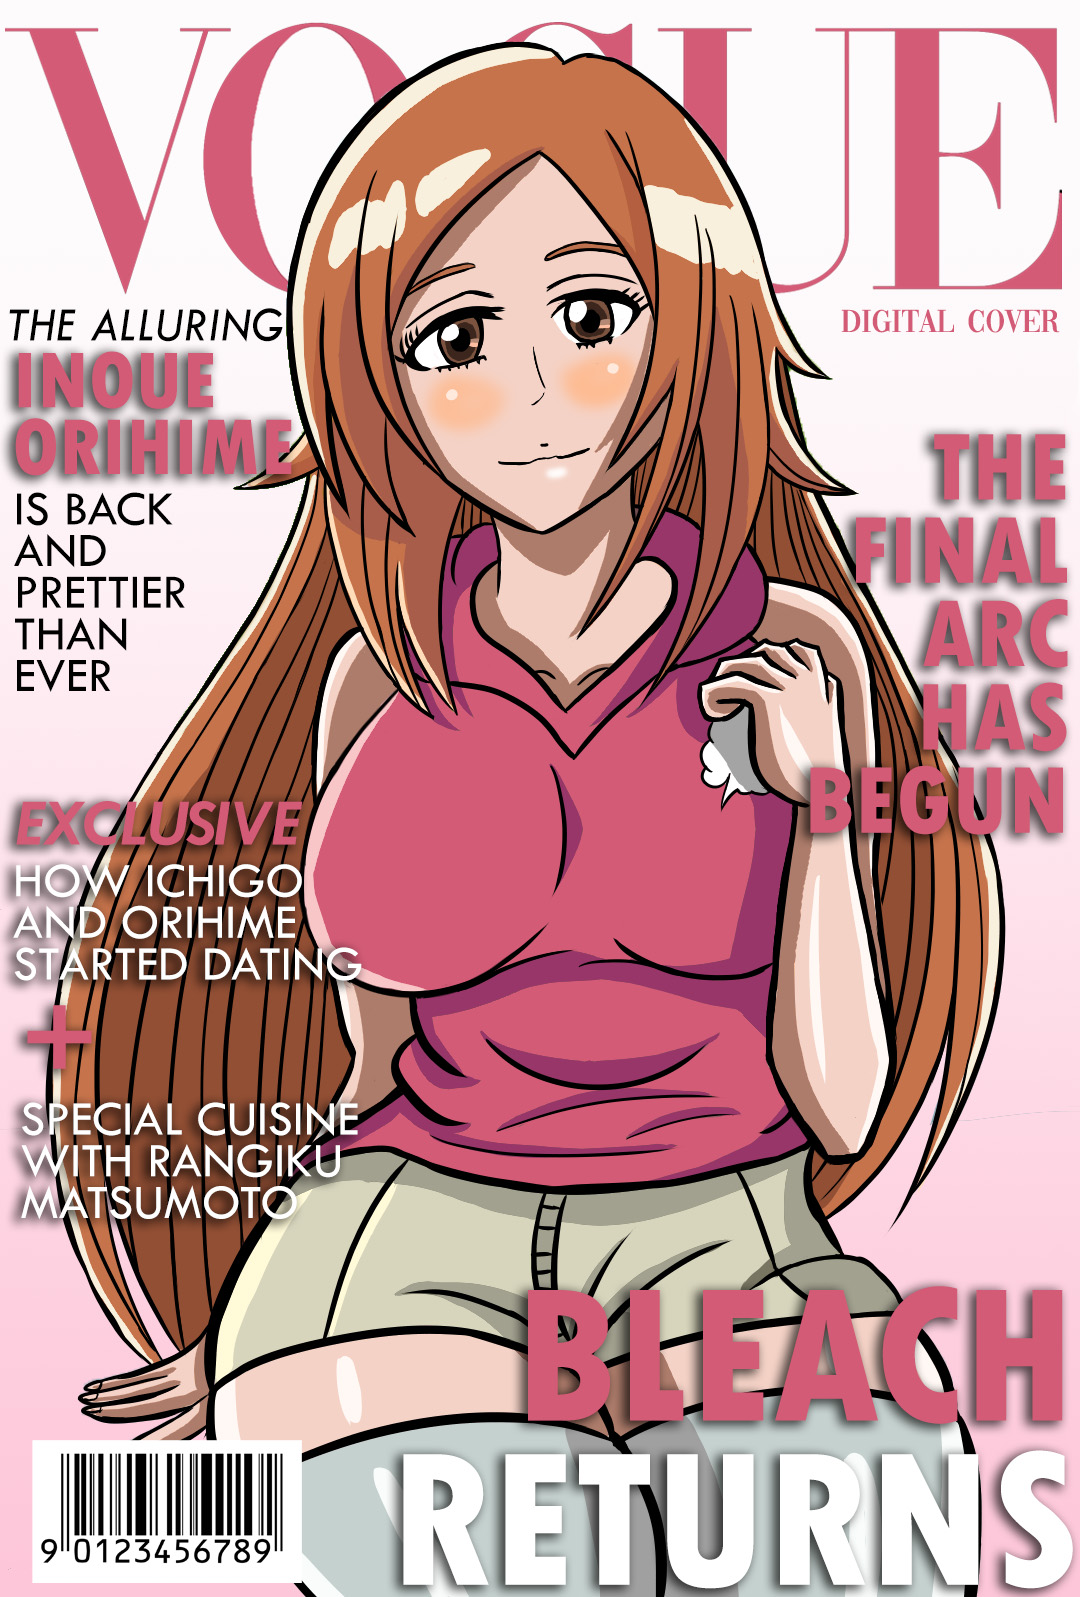 VOGUE
DIGITAL COVER
THE ALLURING
INOUE
ORIHIME
IS BACK
AND
PRETTIER
THAN
EVER
THE
FINAL
ARC
HAS
BEGUN
EXCLUSIVE
HOW ICHIGO
AND ORIHIME
STARTED DATING
+
SPECIAL CUISINE
WITH RANGIKU
MATSUMOTO
BLEACH
RETURNS
9 0123456789